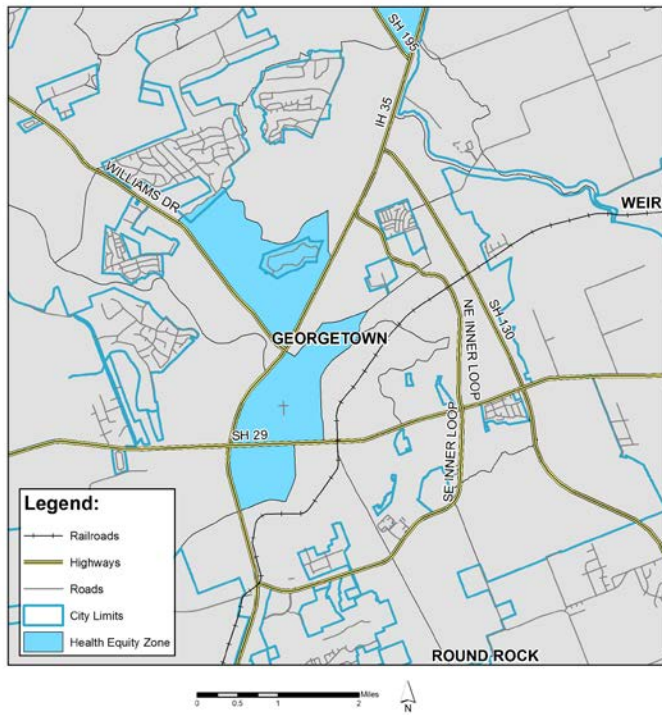 SH 195
IH 35
WILLIAMS DR
WEIR
GEORGETOWN
NE INNER LOOP
SH 130
SH 29
SE INNER LOOP
Legend:
Railroads
Highways
Roads
City Limits
Health Equity Zone
ROUND ROCK
0 0.5 1 2 Miles
N